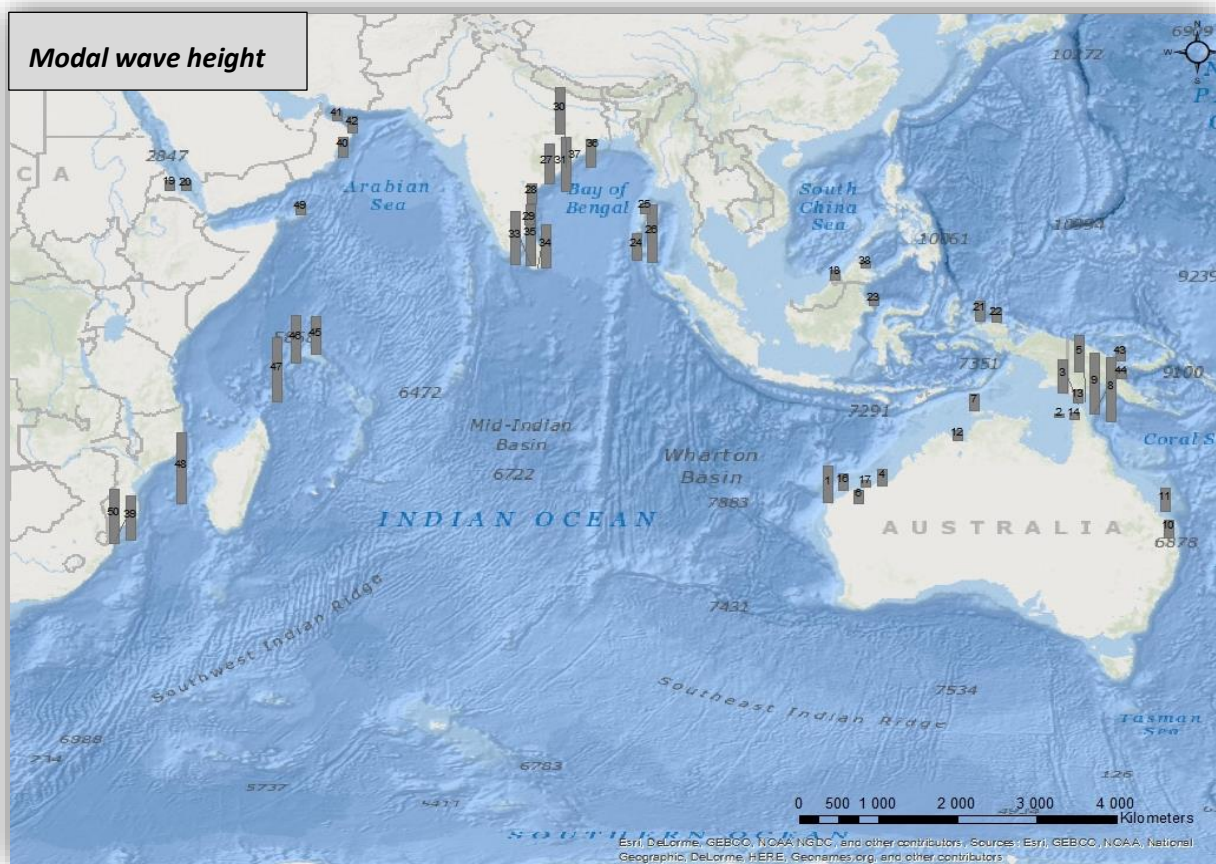 Modal wave height
6909
N
W
S
10272
N
P
C A
2847
41
42
40
19
20
49
Arabian
Sea
30
27
31
37
36
28
Bay of
Bengal
29
33
35
34
25
24
26
South
China
Sea
10061
10994
9239
18
38
23
21
22
46
45
47
6472
7351
5
43
3
9
8
44
9100
13
2
14
7
7291
12
Coral S
Mid-Indian
Basin
6722
Wharton
Basin
7883
1
16
6
17
4
48
50
39
INDIAN OCEAN
AUSTRALIA
11
10
6878
7431
Southwest Indian Ridge
Southeast Indian Ridge
7534
Tasman
Sea
6783
5737
126
0 500 1 000 2 000 3 000 4 000
Kilometers
SOUTHERN OCEAN
Esri, DeLorme, GEBCO, NOAA NGDC, and other contributors, Sources: Esri, GEBCO, NOAA, National
Geographic, DeLorme, HERE, Geonames.org, and other contributors